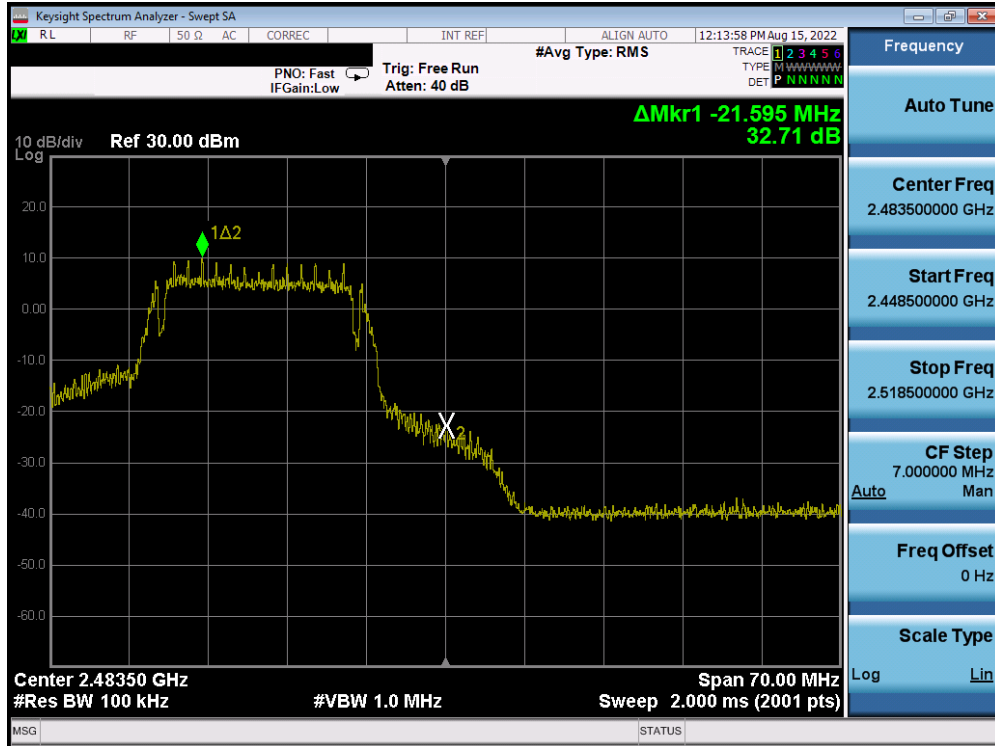 Keysight Spectrum Analyzer - Swept SA
LXI RL RF 50 Ω AC CORREC INT REF ALIGN AUTO 12:13:58 PM Aug 15, 2022
Frequency
#Avg Type: RMS TRACE 1 2 3 4 5 6
PNO: Fast Trig: Free Run TYPE M WWWWW
IFGain:Low Atten: 40 dB DET P N N N N N
ΔMkr1 -21.595 MHz
32.71 dB
10 dB/div Ref 30.00 dBm
Log
20.0
1Δ2
10.0
0.00
-10.0
-20.0
2
-30.0
-40.0
-50.0
-60.0
Center 2.48350 GHz Span 70.00 MHz
#Res BW 100 kHz #VBW 1.0 MHz Sweep 2.000 ms (2001 pts)
MSG STATUS
Auto Tune
Center Freq
2.483500000 GHz
Start Freq
2.448500000 GHz
Stop Freq
2.518500000 GHz
CF Step
7.000000 MHz
Auto Man
Freq Offset
0 Hz
Scale Type
Log Lin